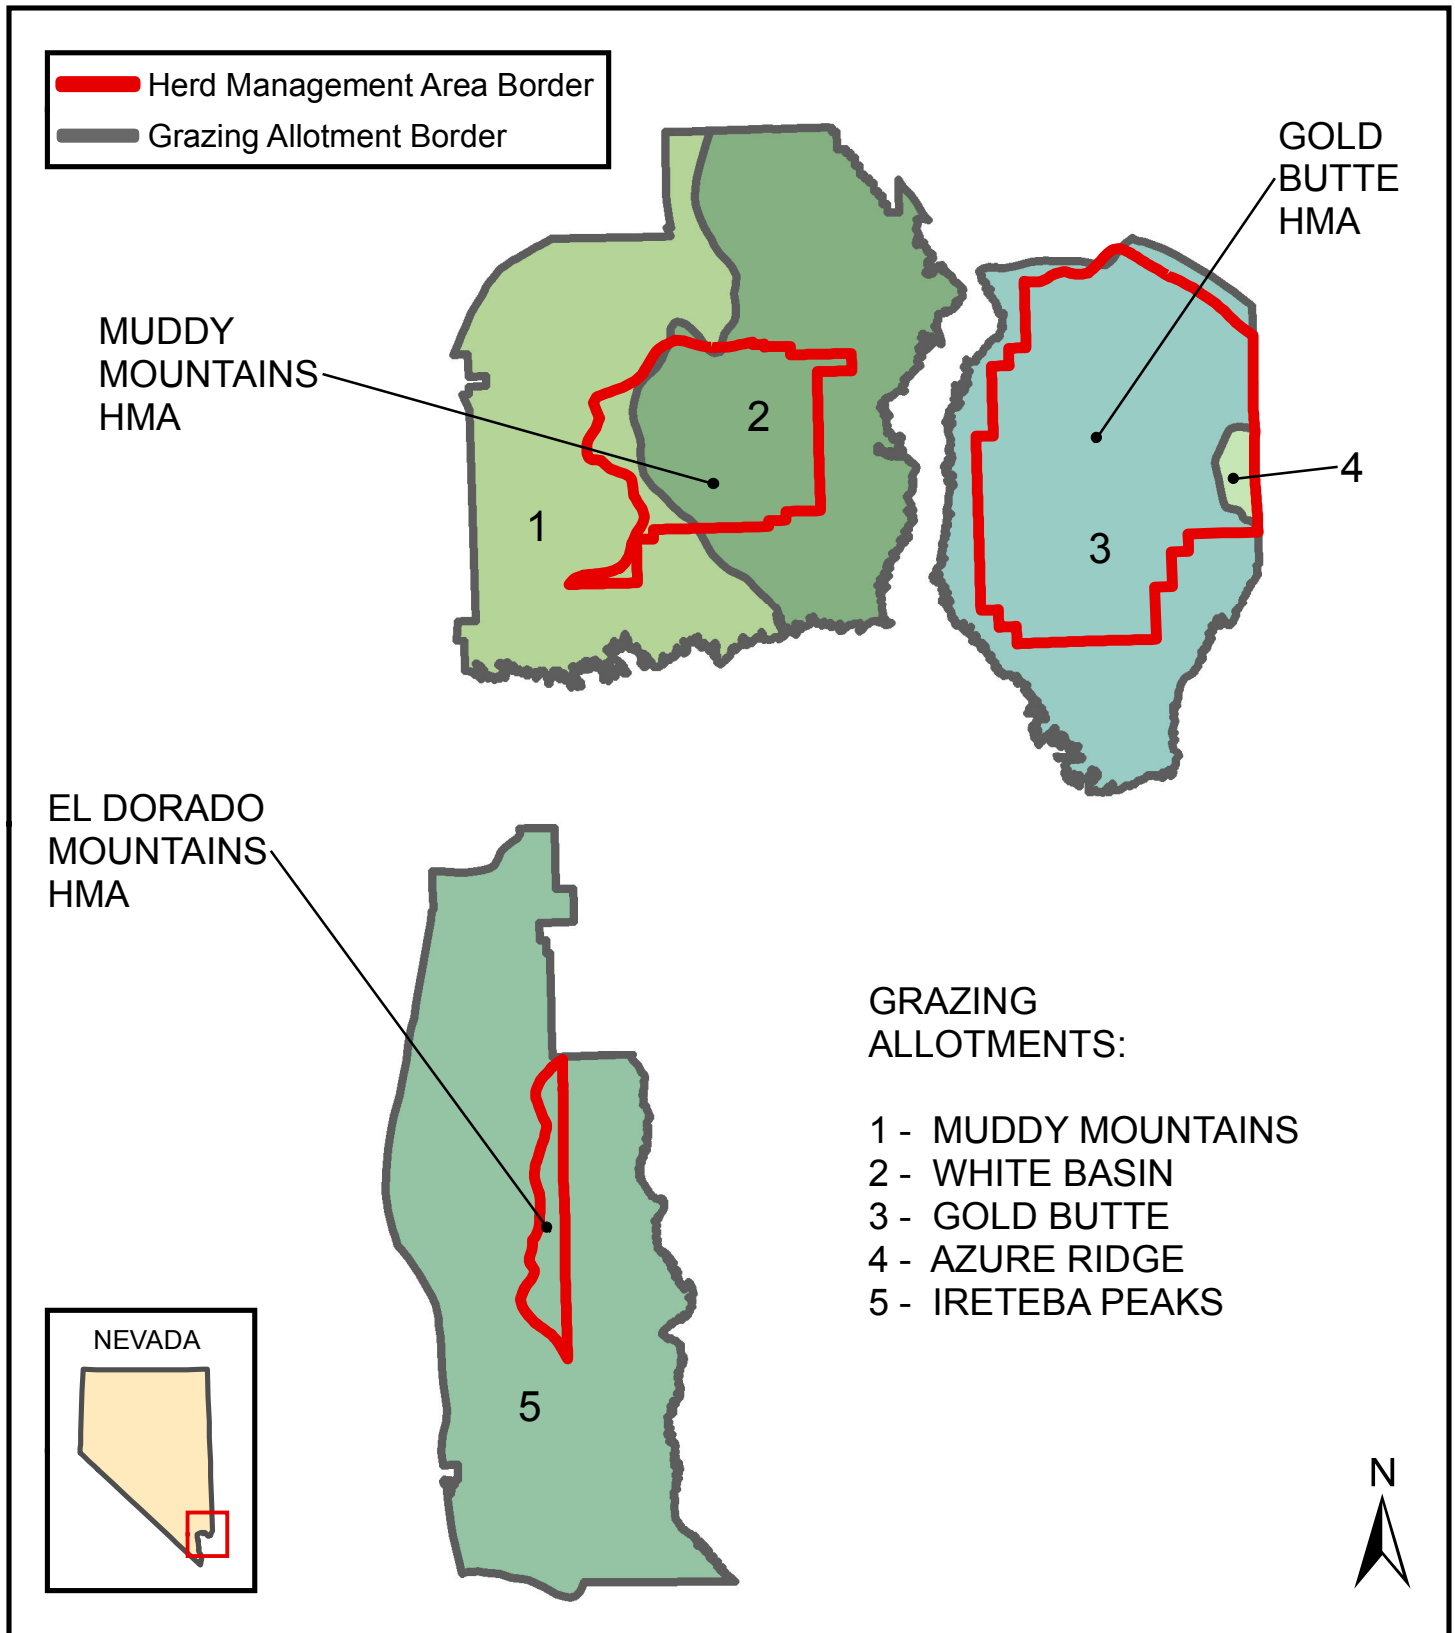 Herd Management Area Border
Grazing Allotment Border
GOLD
BUTTE
HMA
MUDDY
MOUNTAINS
HMA
2
4
1
3
EL DORADO
MOUNTAINS
HMA
5
GRAZING
ALLOTMENTS:
1 - MUDDY MOUNTAINS
2 - WHITE BASIN
3 - GOLD BUTTE
4 - AZURE RIDGE
5 - IRETEBA PEAKS
NEVADA
N